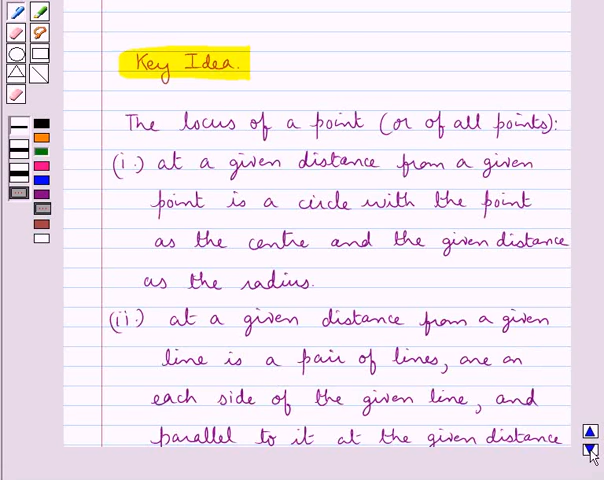 Key Idea.
The locus of a point (or of all points):
(i.) at a given distance from a given
point is a circle with the point
as the centre and the given distance
as the radius.
(ii.) at a given distance from a given
line is a pair of lines, one on
each side of the given line, and
parallel to it at the given distance